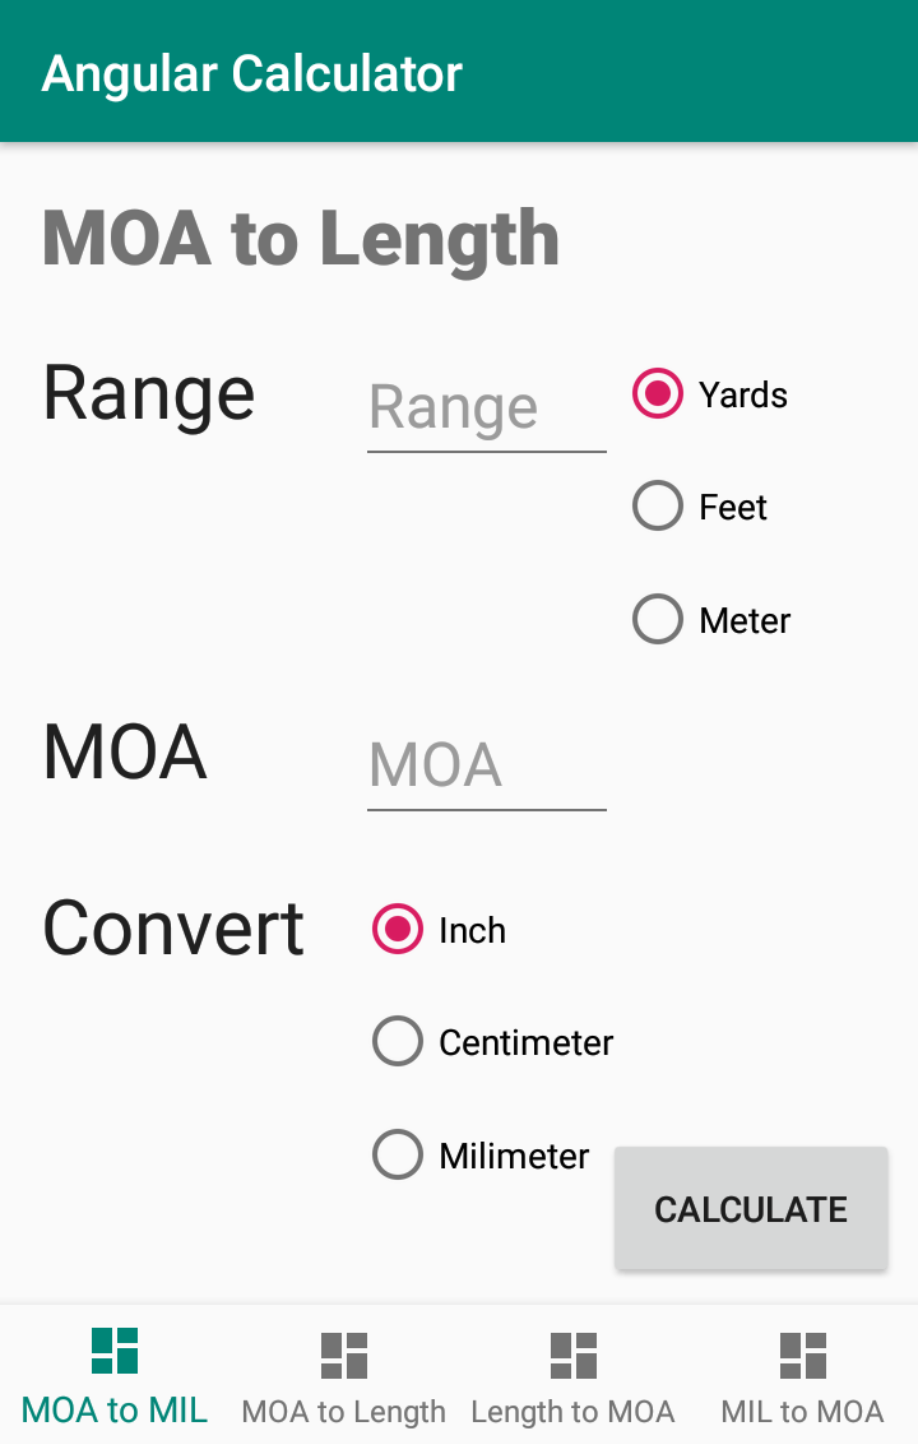 Angular Calculator
MOA to Length
Range Range Yards
Feet
Meter
MOA MOA
Convert Inch
Centimeter
Milimeter
CALCULATE
MOA to MIL MOA to Length Length to MOA MIL to MOA